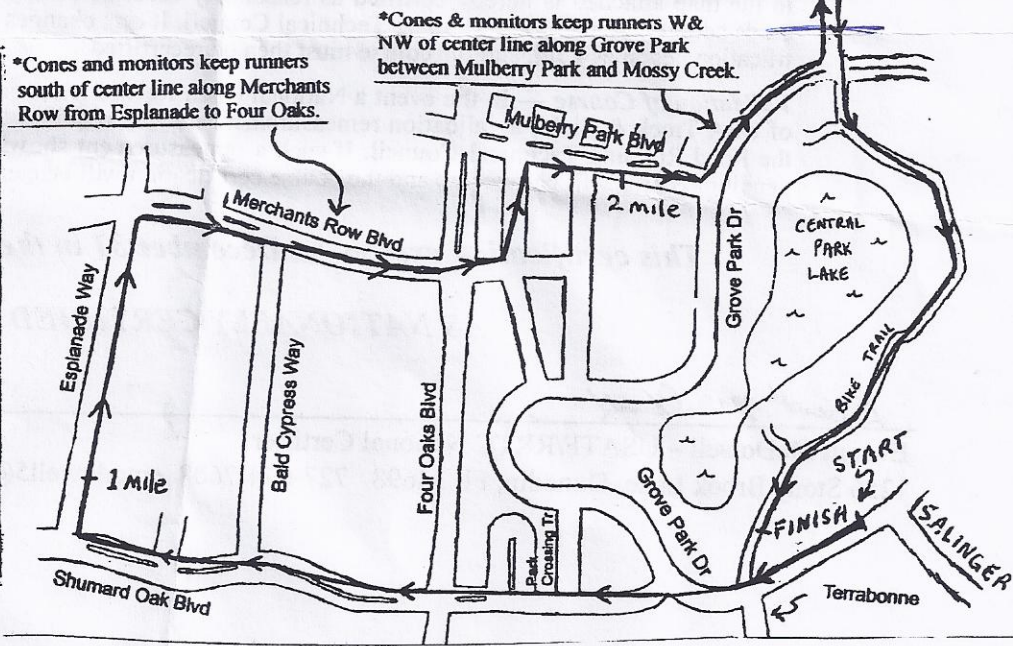 *Cones & monitors keep runners W&
NW of center line along Grove Park
between Mulberry Park and Mossy Creek.
*Cones and monitors keep runners
south of center line along Merchants
Row from Esplanade to Four Oaks.
Mulberry Park Blvd
2 mile
Merchants Row Blvd
CENTRAL
PARK
LAKE
Grove Park Dr
Esplanade Way
Bald Cypress Way
Four Oaks Blvd
BIKE TRAIL
START
FINISH
SALINGER
1 Mile
Park
Crossing Tr
Grove Park Dr
Shumard Oak Blvd
Terrabonne